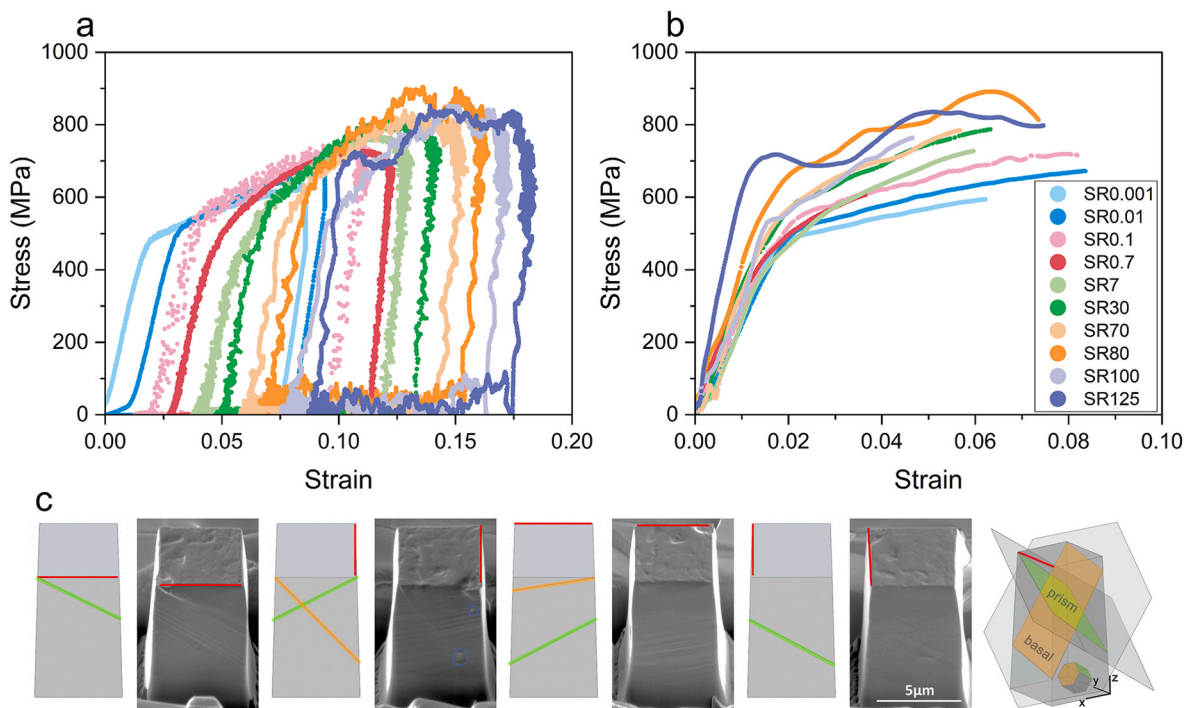 a
b
1000
800
600
400
200
0
Stress (MPa)
0.00
0.05
0.10
0.15
0.20
Strain
1000
800
600
400
200
0
Stress (MPa)
0.00
0.02
0.04
0.06
0.08
0.10
Strain
SR0.001
SR0.01
SR0.1
SR0.7
SR7
SR30
SR70
SR80
SR100
SR125
c
5μm
prism
basal
z
y
x